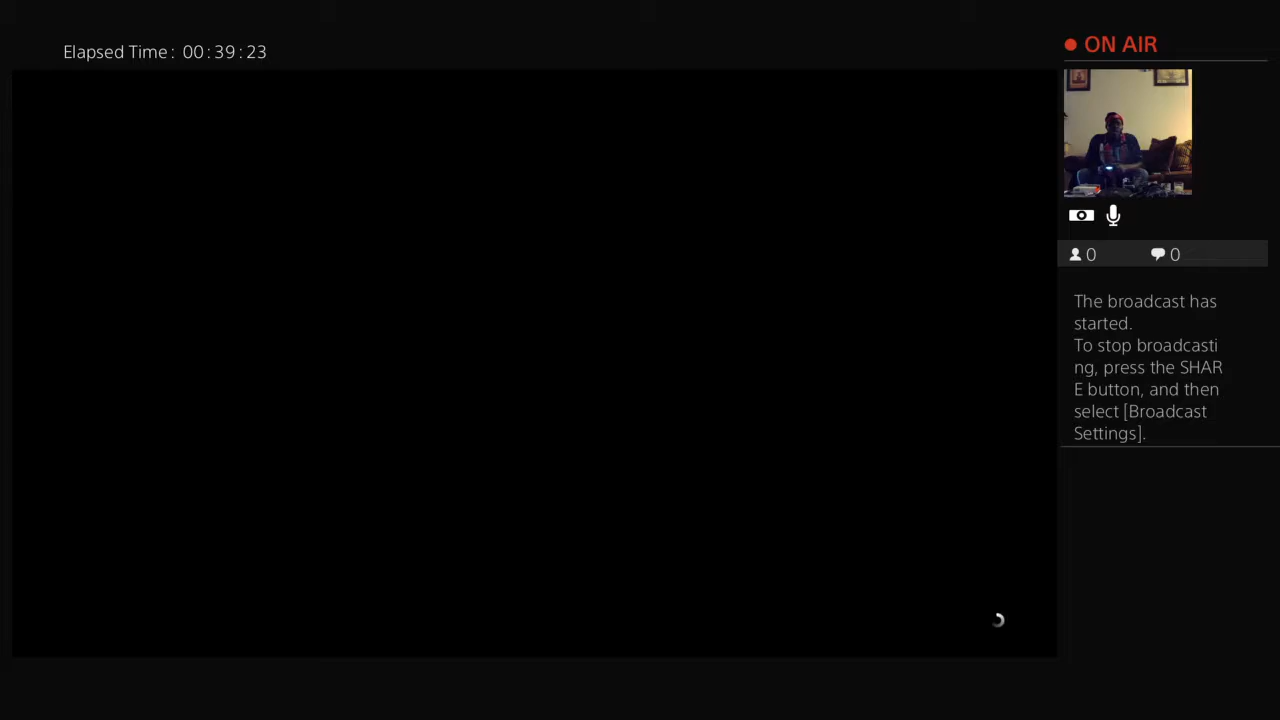 Elapsed Time: 00:39:23
ON AIR
0 0
The broadcast has
started.
To stop broadcasti
ng, press the SHAR
E button, and then
select [Broadcast
Settings].